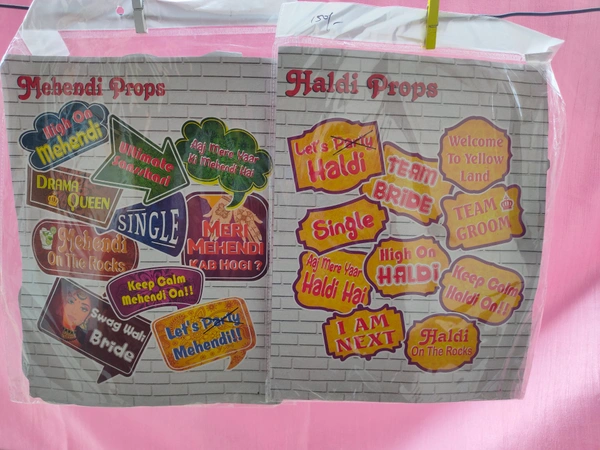 150/-
Mehendi Props
High On
Mehendi
Ultimate
Sanskari
Aaj Mere Yaar
Ki Mehendi Hai
DRAMA
QUEEN
SINGLE
MERI
MEHENDI
KAB HOGI ?
Mehendi
On The Rocks
Keep Calm
Mehendi On!!
Swag Wali
Bride
Let's Party
Mehendi!!
Haldi Props
Let's Party
Haldi
TEAM
BRIDE
Welcome
To Yellow
Land
Single
TEAM
GROOM
Aaj Mere Yaar
Haldi Hai
High On
HALDI
Keep Calm
Haldi On!!
I AM
NEXT
Haldi
On The Rocks